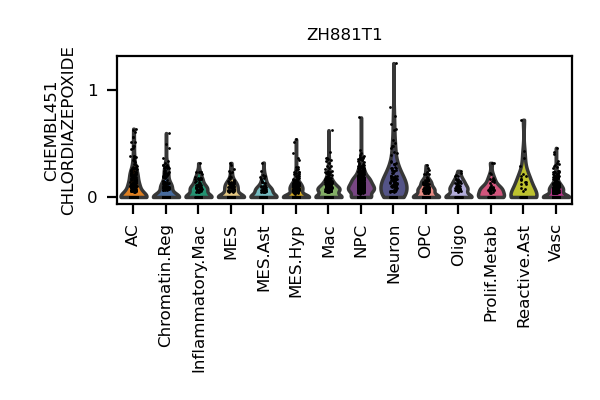 ZH881T1
CHEMBL451
CHLORDIAZEPOXIDE
1
0
AC
Chromatin.Reg
Inflammatory.Mac
MES
MES.Ast
MES.Hyp
Mac
NPC
Neuron
OPC
Oligo
Prolif.Metab
Reactive.Ast
Vasc